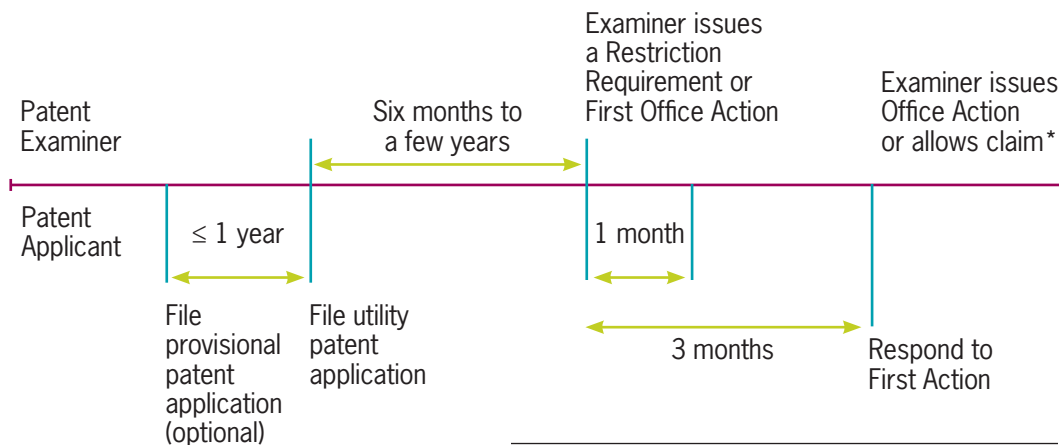 Examiner issues
a Restriction
Requirement or
First Office Action
Examiner issues
Office Action
or allows claim*
Patent
Examiner
Six months to
a few years
Patent
Applicant
≤ 1 year
1 month
File
provisional
patent
application
(optional)
File utility
patent
application
3 months
Respond to
First Action